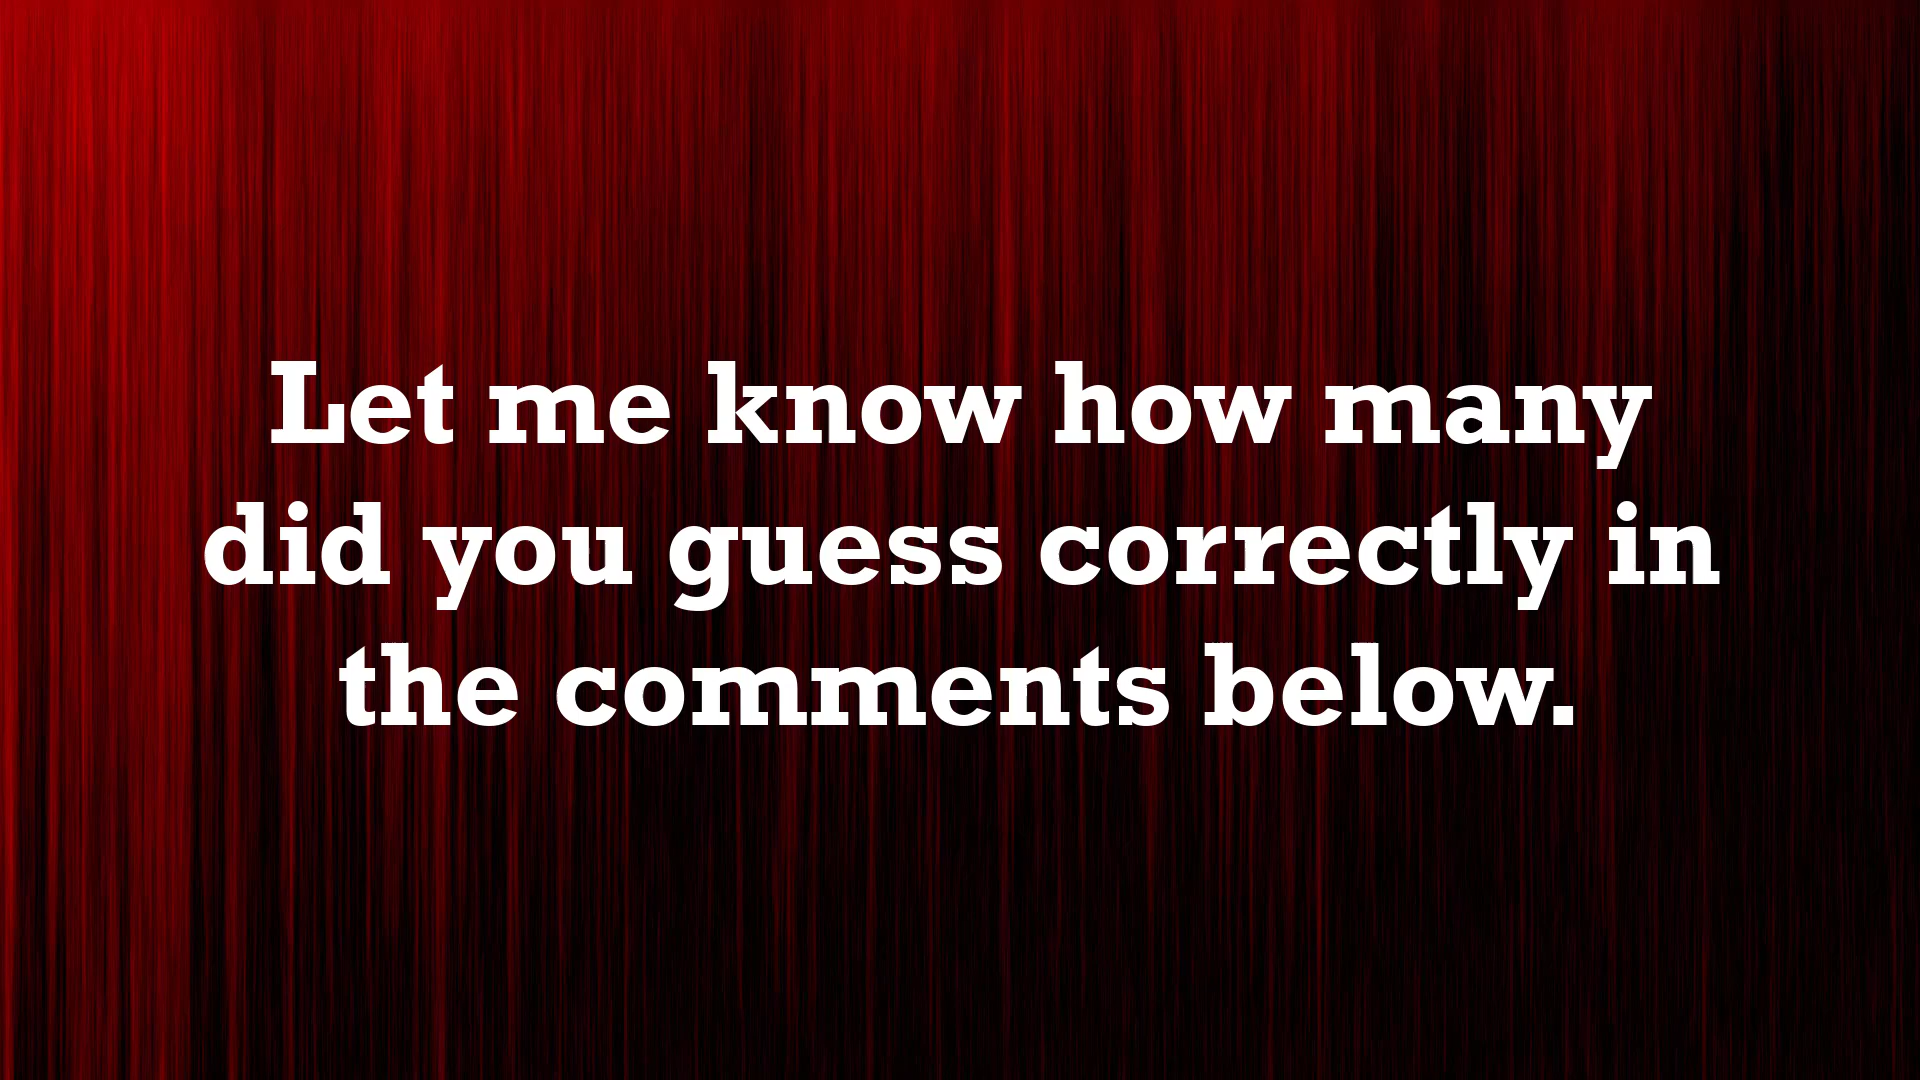 Let me know how many
did you guess correctly in
the comments below.